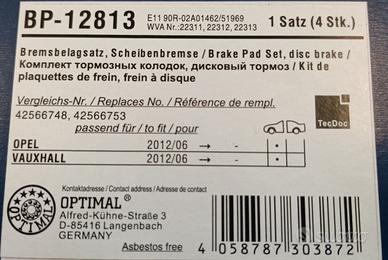 BP-12813
E11 90R-02A01462/51969
WVA Nr.:22311, 22312, 22313
1 Satz (4 Stk.)
Bremsbelagsatz, Scheibenbremse / Brake Pad Set, disc brake /
Комплект тормозных колодок, дисковый тормоз / Kit de
plaquettes de frein, frein à disque
Vergleichs-Nr./ Replaces No. / Référence de rempl.
42566748, 42566753
passend für / to fit / pour
TecDoc
OPEL 2012/06 → - •
VAUXHALL 2012/06 → - •
Kontaktadresse / Contact address / Adresse de contact
OPTIMAL®
Alfred-Kühne-Straße 3
D-85416 Langenbach
GERMANY
OPTIMAL
Asbestos free
4 058787 303872